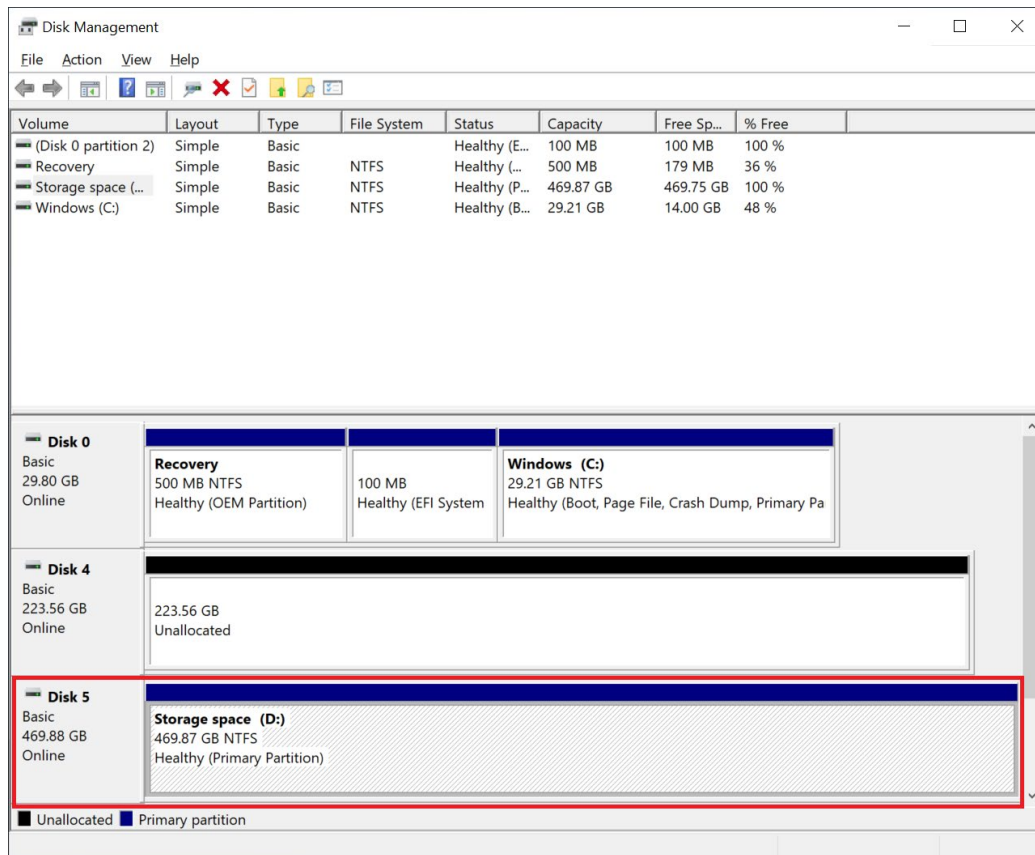 Disk Management
File Action View Help
Volume Layout Type File System Status Capacity Free Sp... % Free
(Disk 0 partition 2) Simple Basic Healthy (E... 100 MB 100 MB 100 %
Recovery Simple Basic NTFS Healthy (... 500 MB 179 MB 36 %
Storage space (... Simple Basic NTFS Healthy (P... 469.87 GB 469.75 GB 100 %
Windows (C:) Simple Basic NTFS Healthy (B... 29.21 GB 14.00 GB 48 %
Disk 0
Basic
29.80 GB
Online
Recovery
500 MB NTFS
Healthy (OEM Partition)
100 MB
Healthy (EFI System
Windows (C:)
29.21 GB NTFS
Healthy (Boot, Page File, Crash Dump, Primary Pa
Disk 4
Basic
223.56 GB
Online
223.56 GB
Unallocated
Disk 5
Basic
469.88 GB
Online
Storage space (D:)
469.87 GB NTFS
Healthy (Primary Partition)
Unallocated Primary partition